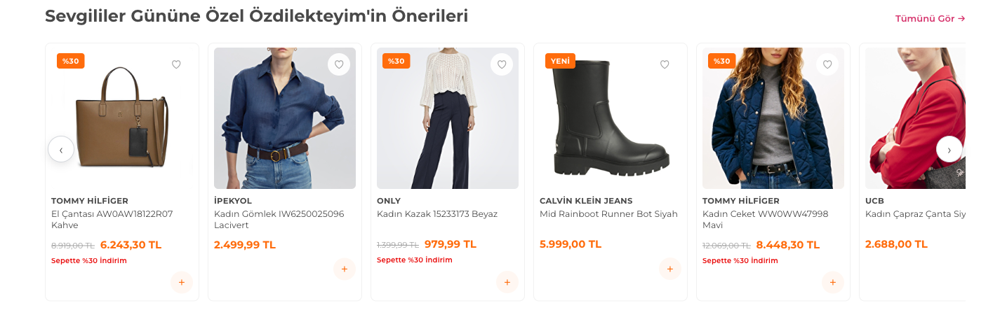 Sevgililer Gününe Özel Özdilekteyim'in Önerileri
Tümünü Gör →
%30
TOMMY HİLFİGER
El Çantası AW0AW18122R07
Kahve
8.919,00 TL 6.243,30 TL
Sepette %30 İndirim
+
İPEKYOL
Kadın Gömlek IW6250025096
Lacivert
2.499,99 TL
+
%30
ONLY
Kadın Kazak 15233173 Beyaz
1.399,99 TL 979,99 TL
Sepette %30 İndirim
+
YENİ
CALVİN KLEİN JEANS
Mid Rainboot Runner Bot Siyah
5.999,00 TL
+
%30
TOMMY HİLFİGER
Kadın Ceket WW0WW47998
Mavi
12.069,00 TL 8.448,30 TL
Sepette %30 İndirim
+
UCB
Kadın Çapraz Çanta Siy
2.688,00 TL